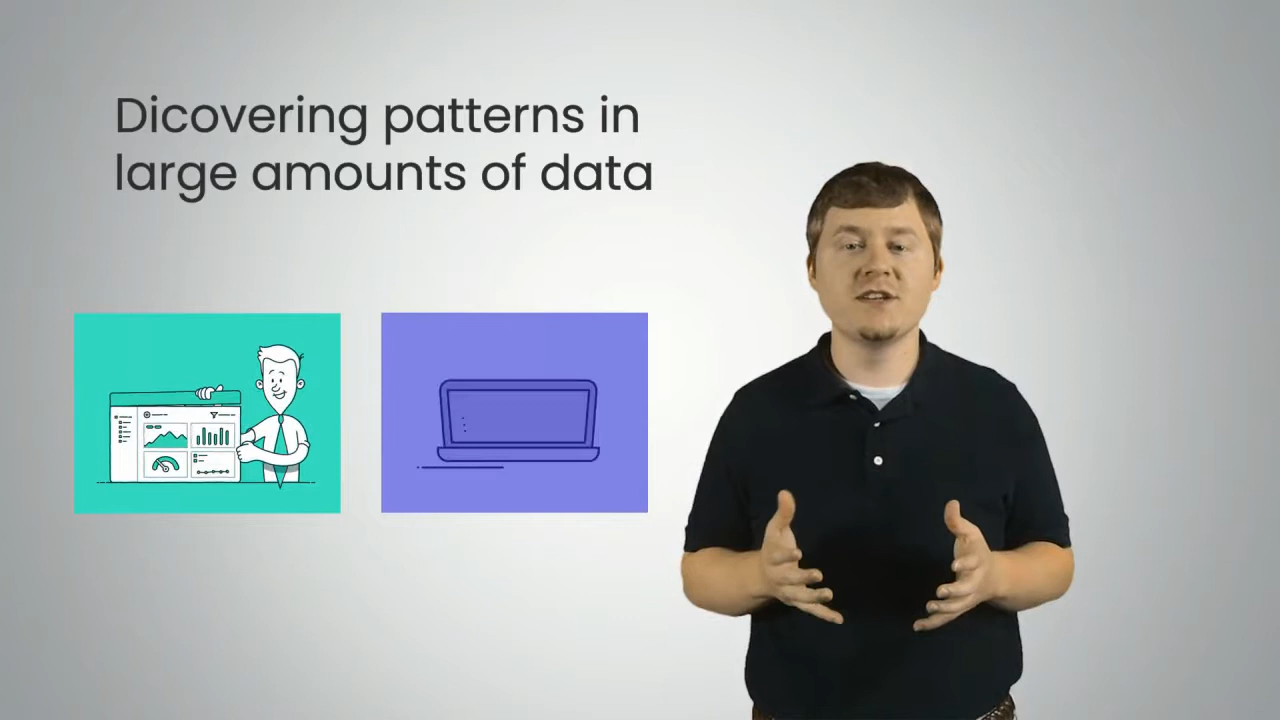 Dicovering patterns in
large amounts of data